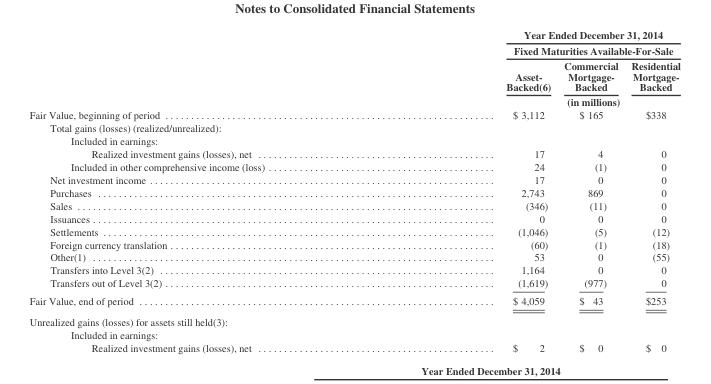 Notes to Consolidated Financial Statements
Year Ended December 31, 2014
Fixed Maturities Available-For-Sale
Asset-Backed(6) Commercial Mortgage-Backed Residential Mortgage-Backed
(in millions)
Fair Value, beginning of period $ 3,112 $ 165 $338
Total gains (losses) (realized/unrealized):
Included in earnings:
Realized investment gains (losses), net 17 4 0
Included in other comprehensive income (loss) 24 (1) 0
Net investment income 17 0 0
Purchases 2,743 869 0
Sales (346) (11) 0
Issuances 0 0 0
Settlements (1,046) (5) (12)
Foreign currency translation (60) (1) (18)
Other(1) 53 0 (55)
Transfers into Level 3(2) 1,164 0 0
Transfers out of Level 3(2) (1,619) (977) 0
Fair Value, end of period $ 4,059 $ 43 $253
Unrealized gains (losses) for assets still held(3):
Included in earnings:
Realized investment gains (losses), net $ 2 $ 0 $ 0
Year Ended December 31, 2014